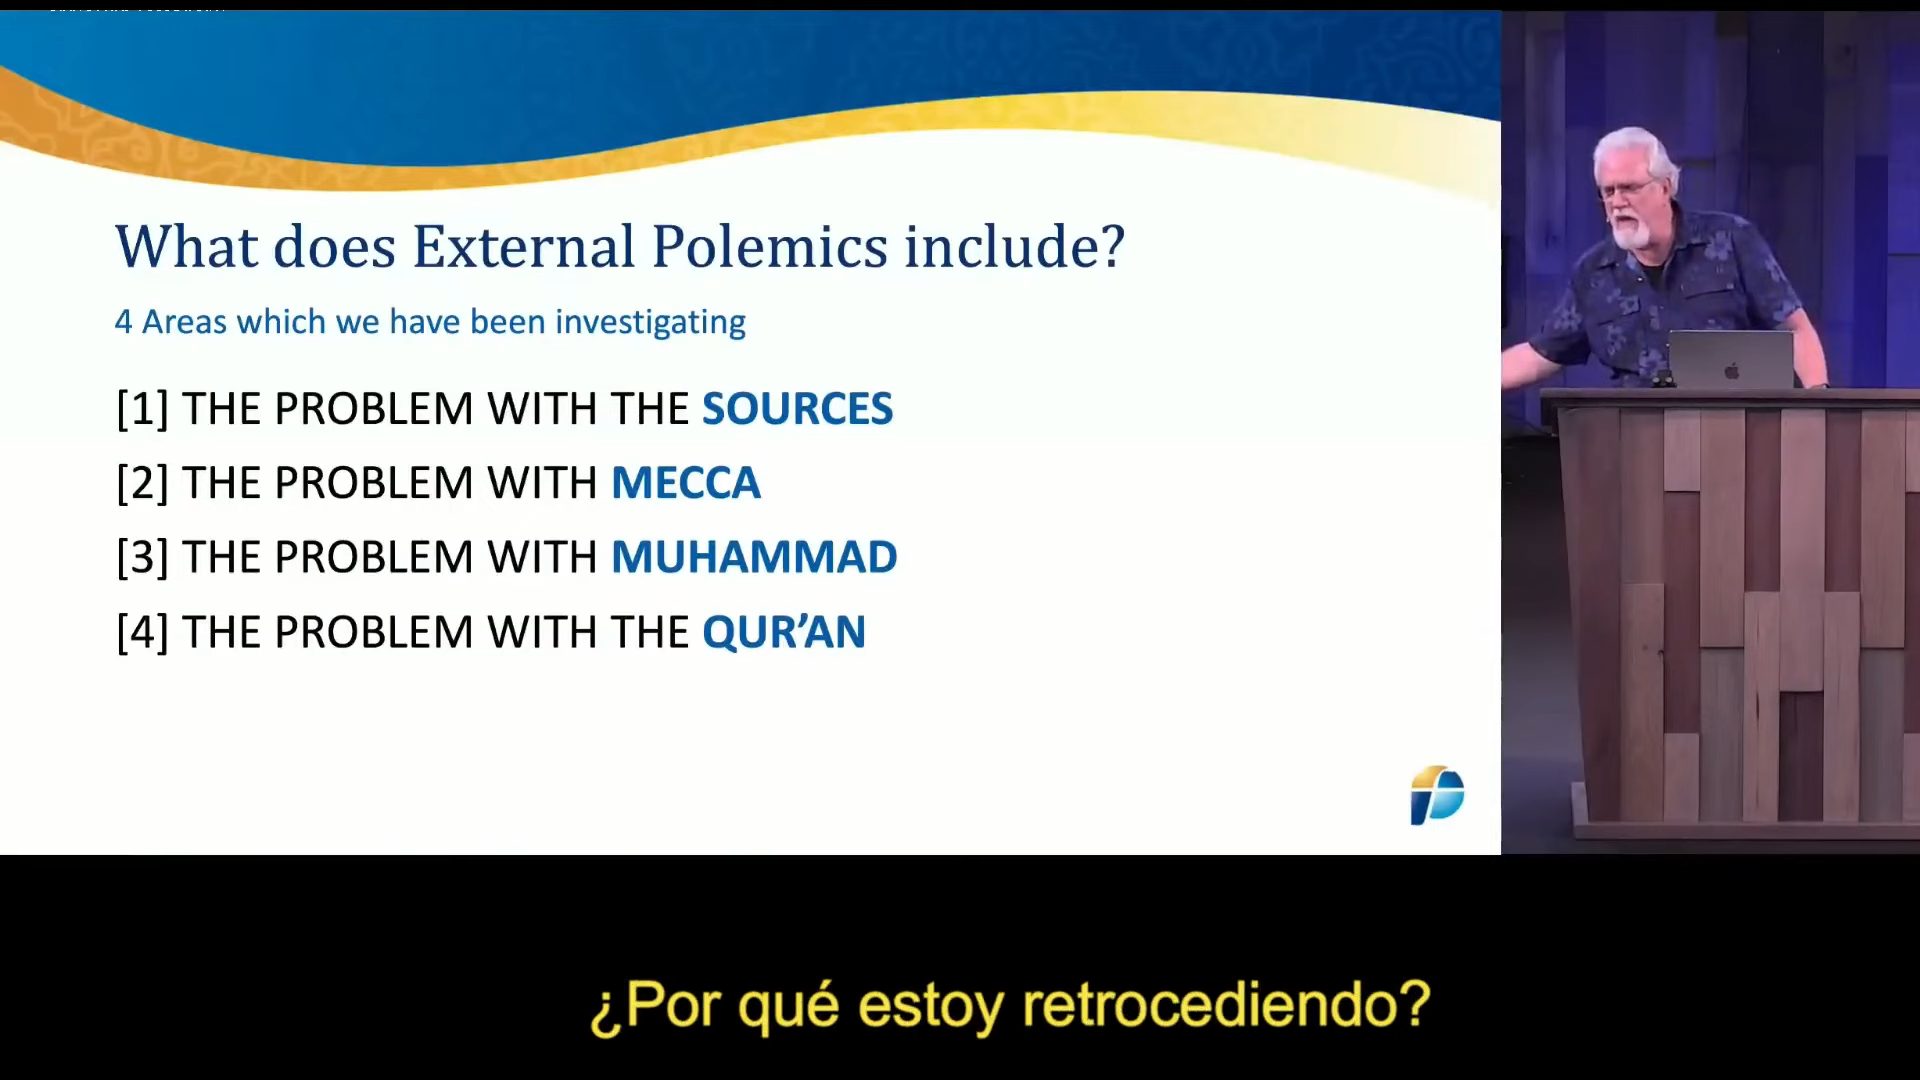 What does External Polemics include?
4 Areas which we have been investigating
[1] THE PROBLEM WITH THE SOURCES
[2] THE PROBLEM WITH MECCA
[3] THE PROBLEM WITH MUHAMMAD
[4] THE PROBLEM WITH THE QUR’AN
¿Por qué estoy retrocediendo?